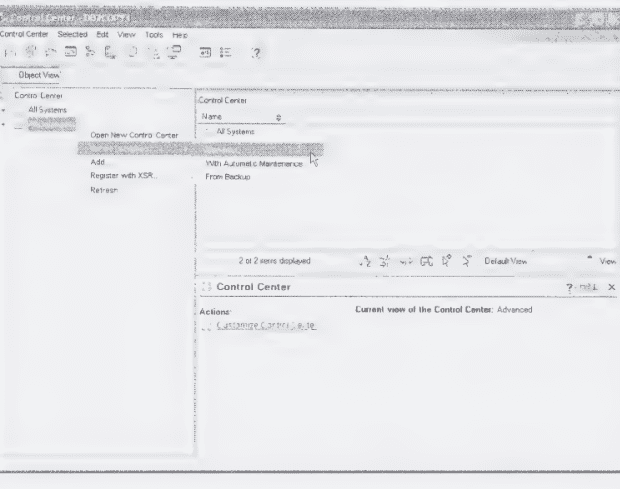 Control Center - DB2COPY1
Control Center Selected Edit View Tools Help
Object View
Control Center
All Systems
Open New Control Center
Add
Register with XSR...
Refresh
Control Center
Name
All Systems
With Automatic Maintenance
From Backup
2 of 2 items displayed
Default View
View
Control Center
Help
Actions:
Customize Control Center
Current view of the Control Center: Advanced